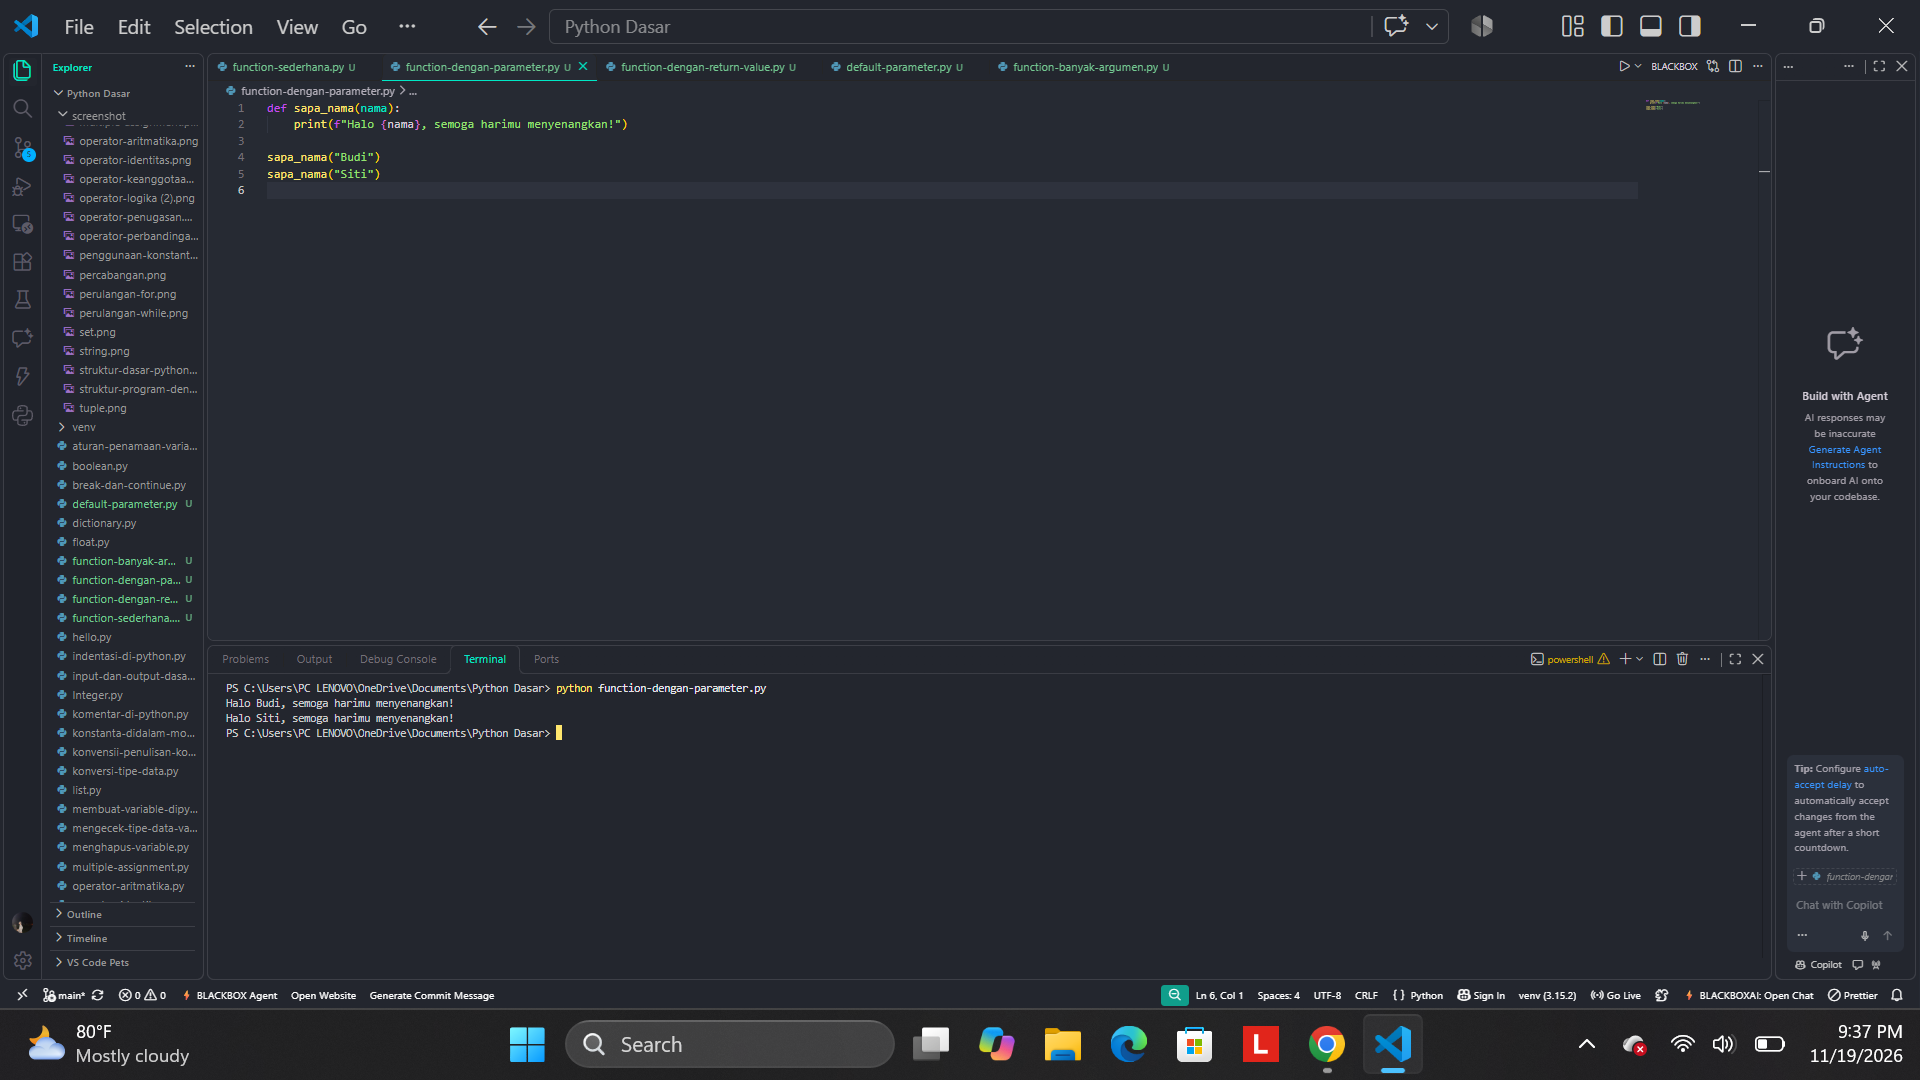 File Edit Selection View Go
Python Dasar
Explorer
Python Dasar
screenshot
operator-aritmatika.png
operator-identitas.png
operator-keanggotaa...
operator-logika (2).png
operator-penugasan....
operator-perbandinga...
penggunaan-konstant...
percabangan.png
perulangan-for.png
perulangan-while.png
set.png
string.png
struktur-dasar-python...
struktur-program-den...
tuple.png
venv
aturan-penamaan-varia...
boolean.py
break-dan-continue.py
default-parameter.py U
dictionary.py
float.py
function-banyak-ar... U
function-dengan-pa... U
function-dengan-re... U
function-sederhana.... U
hello.py
indentasi-di-python.py
input-dan-output-dasa...
Integer.py
komentar-di-python.py
konstanta-didalam-mo...
konvensii-penulisan-ko...
konversi-tipe-data.py
list.py
membuat-variable-dipy...
mengecek-tipe-data-va...
menghapus-variable.py
multiple-assignment.py
operator-aritmatika.py
Outline
Timeline
VS Code Pets
function-sederhana.py U function-dengan-parameter.py U function-dengan-return-value.py U default-parameter.py U function-banyak-argumen.py U
BLACKBOX
function-dengan-parameter.py > ...
1 def sapa_nama(nama):
2 print(f"Halo {nama}, semoga harimu menyenangkan!")
3
4 sapa_nama("Budi")
5 sapa_nama("Siti")
6
Problems Output Debug Console Terminal Ports
powershell
PS C:\Users\PC LENOVO\OneDrive\Documents\Python Dasar> python function-dengan-parameter.py
Halo Budi, semoga harimu menyenangkan!
Halo Siti, semoga harimu menyenangkan!
PS C:\Users\PC LENOVO\OneDrive\Documents\Python Dasar>
Build with Agent
AI responses may
be inaccurate
Generate Agent
Instructions to
onboard AI onto
your codebase.
Tip: Configure auto-
accept delay to
automatically accept
changes from the
agent after a short
countdown.
function-dengar
Chat with Copilot
Copilot
main* 0 0 BLACKBOX Agent Open Website Generate Commit Message
Ln 6, Col 1 Spaces: 4 UTF-8 CRLF { } Python Sign In venv (3.15.2) Go Live BLACKBOXAI: Open Chat Prettier
80°F
Mostly cloudy
Search
L
9:37 PM
11/19/2026